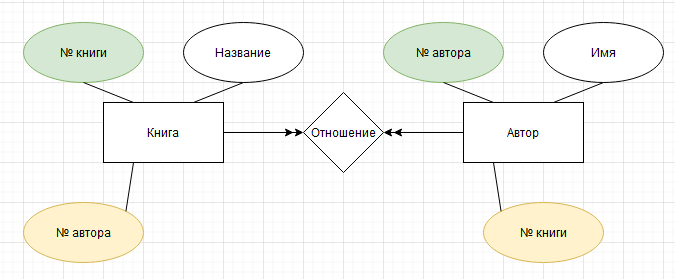 № книги
Название
№ автора
Имя
Книга
Отношение
Автор
№ автора
№ книги